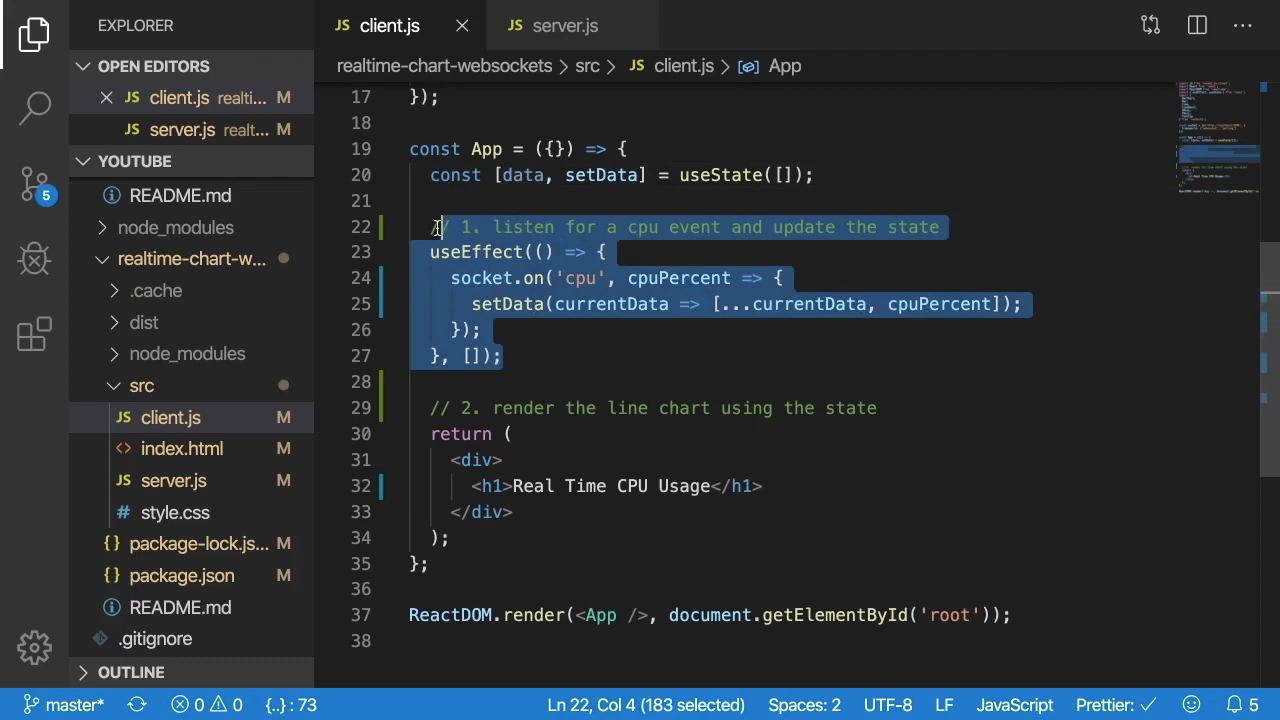 EXPLORER
OPEN EDITORS
JS client.js realti... M
JS server.js realt... M
YOUTUBE
README.md
node_modules
realtime-chart-w...
.cache
dist
node_modules
src
JS client.js M
<> index.html M
JS server.js M
# style.css
{} package-lock.js... M
{} package.json M
README.md
.gitignore
OUTLINE
5
JS client.js
JS server.js
realtime-chart-websockets > src > JS client.js > App
17 });
18
19 const App = ({}) => {
20 const [data, setData] = useState([]);
21
22 // 1. listen for a cpu event and update the state
23 useEffect(() => {
24 socket.on('cpu', cpuPercent => {
25 setData(currentData => [...currentData, cpuPercent]);
26 });
27 }, []);
28
29 // 2. render the line chart using the state
30 return (
31 <div>
32 <h1>Real Time CPU Usage</h1>
33 </div>
34 );
35 };
36
37 ReactDOM.render(<App />, document.getElementById('root'));
38
master* 0 0 {..} : 73 Ln 22, Col 4 (183 selected) Spaces: 2 UTF-8 LF JavaScript Prettier: ✓ 5